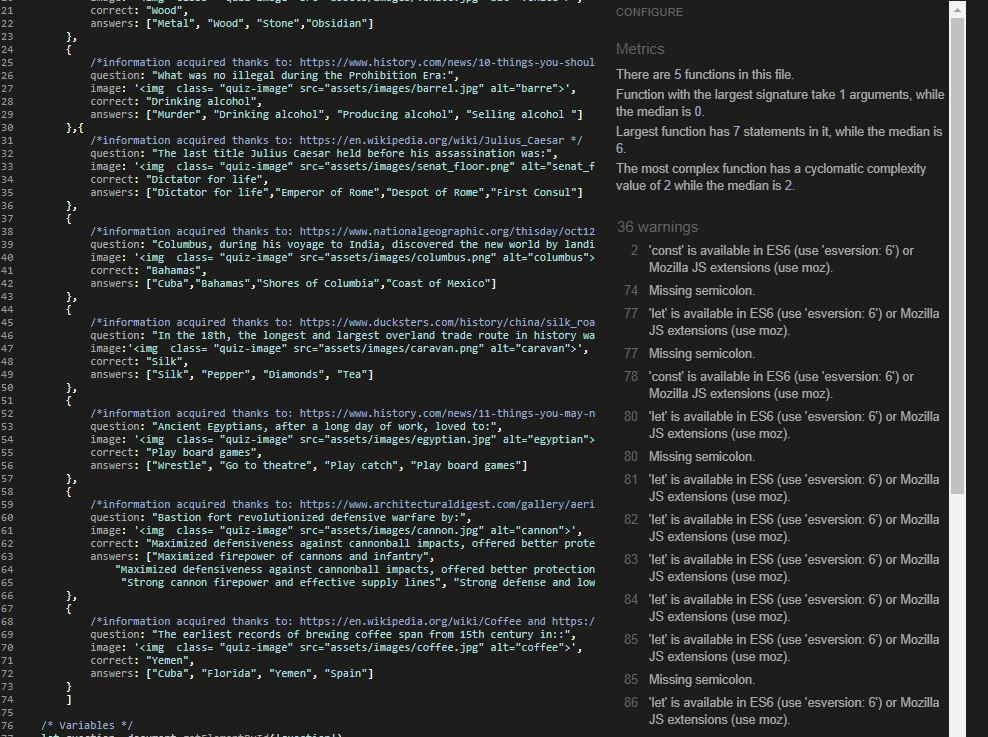 21 correct: "Wood",
22 answers: ["Metal", "Wood", "Stone","Obsidian"]
23 },
24 {
25 /*information acquired thanks to: https://www.history.com/news/10-things-you-shoul
26 question: "What was no illegal during the Prohibition Era:",
27 image: '<img class= "quiz-image" src="assets/images/barrel.jpg" alt="barre">',
28 correct: "Drinking alcohol",
29 answers: ["Murder", "Drinking alcohol", "Producing alcohol", "Selling alcohol "]
30 },{
31 /*information acquired thanks to: https://en.wikipedia.org/wiki/Julius_Caesar */
32 question: "The last title Julius Caesar held before his assassination was:",
33 image: '<img class= "quiz-image" src="assets/images/senat_floor.png" alt="senat_f
34 correct: "Dictator for life",
35 answers: ["Dictator for life","Emperor of Rome","Despot of Rome","First Consul"]
36 },
37 {
38 /*information acquired thanks to: https://www.nationalgeographic.org/thisday/oct12
39 question: "Columbus, during his voyage to India, discovered the new world by landi
40 image: '<img class= "quiz-image" src="assets/images/columbus.png" alt="columbus">
41 correct: "Bahamas",
42 answers: ["Cuba","Bahamas","Shores of Columbia","Coast of Mexico"]
43 },
44 {
45 /*information acquired thanks to: https://www.ducksters.com/history/china/silk_roa
46 question: "In the 18th, the longest and largest overland trade route in history wa
47 image:'<img class= "quiz-image" src="assets/images/caravan.png" alt="caravan">',
48 correct: "Silk",
49 answers: ["Silk", "Pepper", "Diamonds", "Tea"]
50 },
51 {
52 /*information acquired thanks to: https://www.history.com/news/11-things-you-may-n
53 question: "Ancient Egyptians, after a long day of work, loved to:",
54 image: '<img class= "quiz-image" src="assets/images/egyptian.jpg" alt="egyptian">
55 correct: "Play board games",
56 answers: ["Wrestle", "Go to theatre", "Play catch", "Play board games"]
57 },
58 {
59 /*information acquired thanks to: https://www.architecturaldigest.com/gallery/aeri
60 question: "Bastion fort revolutionized defensive warfare by:",
61 image: '<img class= "quiz-image" src="assets/images/cannon.jpg" alt="cannon">',
62 correct: "Maximized defensiveness against cannonball impacts, offered better prote
63 answers: ["Maximized firepower of cannons and infantry",
64 "Maximized defensiveness against cannonball impacts, offered better protection
65 "Strong cannon firepower and effective supply lines", "Strong defense and low
66 },
67 {
68 /*information acquired thanks to: https://en.wikipedia.org/wiki/Coffee and https:/
69 question: "The earliest records of brewing coffee span from 15th century in::",
70 image: '<img class= "quiz-image" src="assets/images/coffee.jpg" alt="coffee">',
71 correct: "Yemen",
72 answers: ["Cuba", "Florida", "Yemen", "Spain"]
73 }
74 ]
75
76 /* Variables */
CONFIGURE
Metrics
There are 5 functions in this file.
Function with the largest signature take 1 arguments, while
the median is 0.
Largest function has 7 statements in it, while the median is
6.
The most complex function has a cyclomatic complexity
value of 2 while the median is 2.
36 warnings
2 'const' is available in ES6 (use 'esversion: 6') or
Mozilla JS extensions (use moz).
74 Missing semicolon.
77 'let' is available in ES6 (use 'esversion: 6') or Mozilla
JS extensions (use moz).
77 Missing semicolon.
78 'const' is available in ES6 (use 'esversion: 6') or
Mozilla JS extensions (use moz).
80 'let' is available in ES6 (use 'esversion: 6') or Mozilla
JS extensions (use moz).
80 Missing semicolon.
81 'let' is available in ES6 (use 'esversion: 6') or Mozilla
JS extensions (use moz).
82 'let' is available in ES6 (use 'esversion: 6') or Mozilla
JS extensions (use moz).
83 'let' is available in ES6 (use 'esversion: 6') or Mozilla
JS extensions (use moz).
84 'let' is available in ES6 (use 'esversion: 6') or Mozilla
JS extensions (use moz).
85 'let' is available in ES6 (use 'esversion: 6') or Mozilla
JS extensions (use moz).
85 Missing semicolon.
86 'let' is available in ES6 (use 'esversion: 6') or Mozilla
JS extensions (use moz).